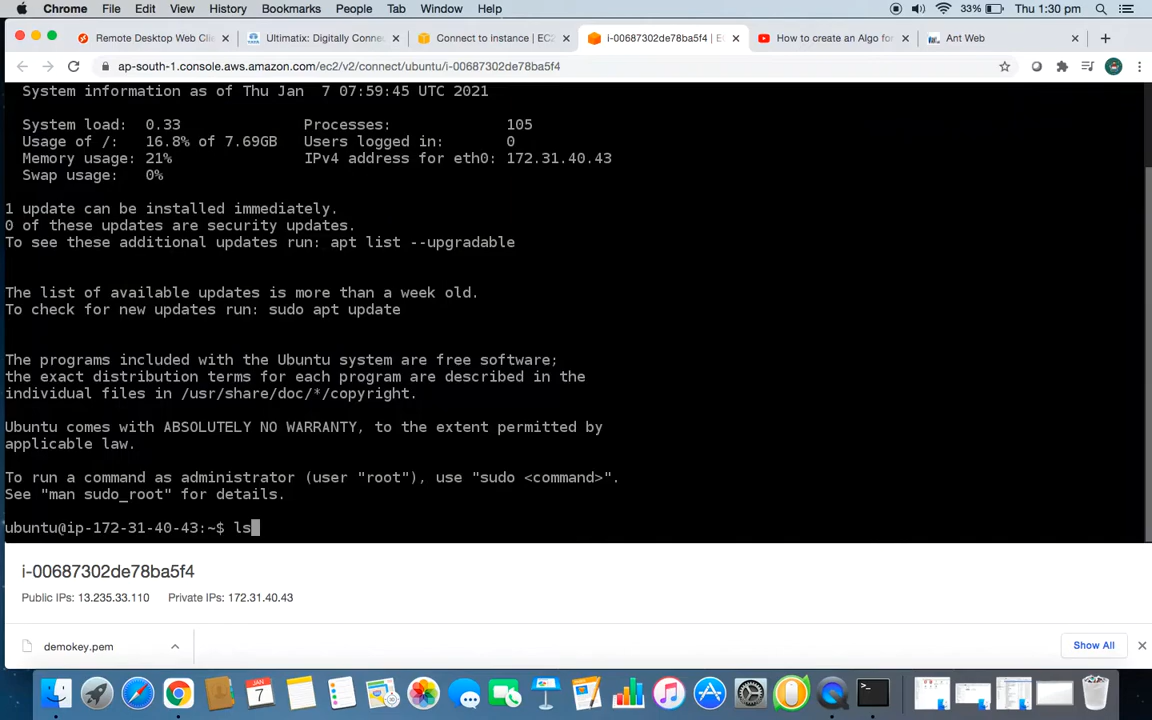 Chrome File Edit View History Bookmarks People Tab Window Help 33% Thu 1:30 pm
Remote Desktop Web Clie Ultimatix: Digitally Conne Connect to instance | EC2 i-00687302de78ba5f4 | EC How to create an Algo for Ant Web
ap-south-1.console.aws.amazon.com/ec2/v2/connect/ubuntu/i-00687302de78ba5f4
System information as of Thu Jan  7 07:59:45 UTC 2021
System load: 0.33 Processes: 105
Usage of /: 16.8% of 7.69GB Users logged in: 0
Memory usage: 21% IPv4 address for eth0: 172.31.40.43
Swap usage: 0%
1 update can be installed immediately.
0 of these updates are security updates.
To see these additional updates run: apt list --upgradable
The list of available updates is more than a week old.
To check for new updates run: sudo apt update
The programs included with the Ubuntu system are free software;
the exact distribution terms for each program are described in the
individual files in /usr/share/doc/*/copyright.
Ubuntu comes with ABSOLUTELY NO WARRANTY, to the extent permitted by
applicable law.
To run a command as administrator (user "root"), use "sudo <command>".
See "man sudo_root" for details.
ubuntu@ip-172-31-40-43:~$ ls
i-00687302de78ba5f4
Public IPs: 13.235.33.110 Private IPs: 172.31.40.43
demokey.pem Show All
JAN
7